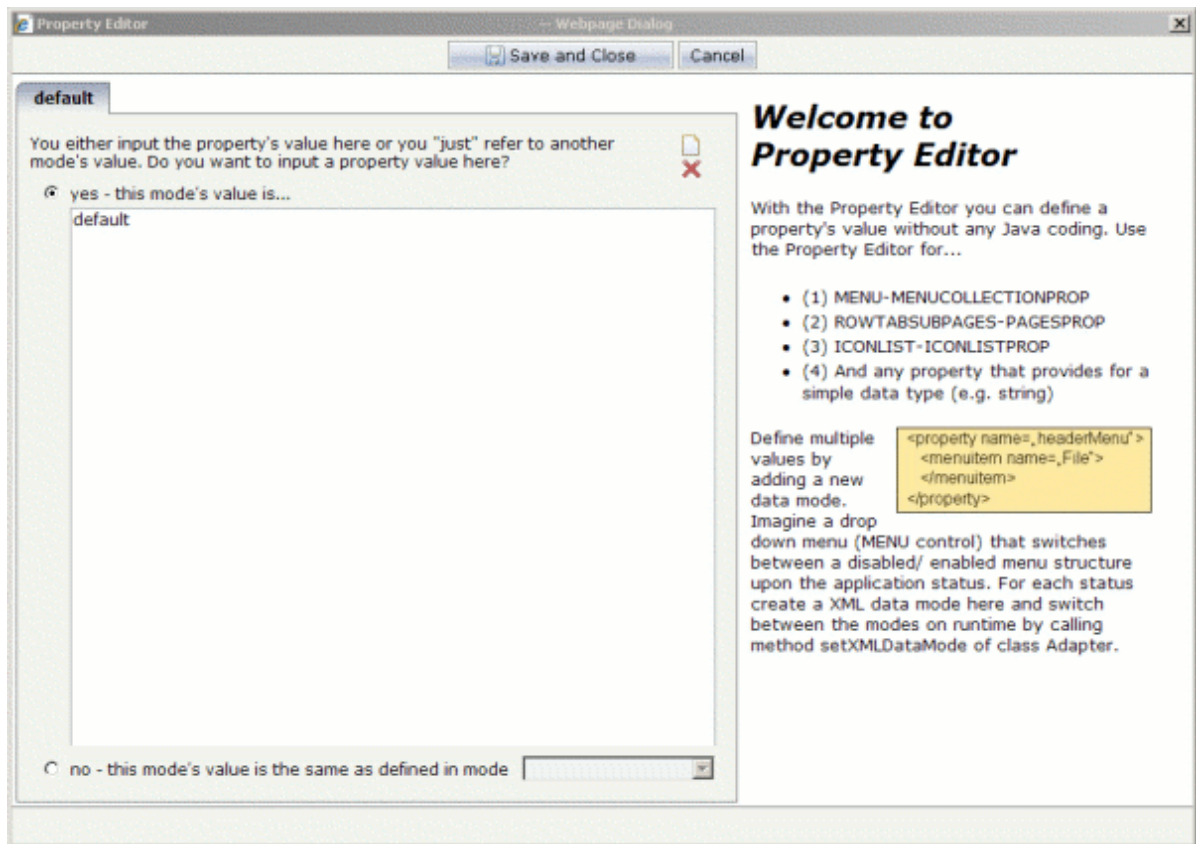 Property Editor -- Webpage Dialog
Save and Close Cancel
default
You either input the property's value here or you "just" refer to another
mode's value. Do you want to input a property value here?
yes - this mode's value is...
default
no - this mode's value is the same as defined in mode
Welcome to
Property Editor
With the Property Editor you can define a
property's value without any Java coding. Use
the Property Editor for...
• (1) MENU-MENUCOLLECTIONPROP
• (2) ROWTABSUBPAGES-PAGESPROP
• (3) ICONLIST-ICONLISTPROP
• (4) And any property that provides for a
simple data type (e.g. string)
Define multiple
values by
adding a new
data mode.
Imagine a drop
<property name=„headerMenu“>
<menuitem name=„File“>
</menuitem>
</property>
down menu (MENU control) that switches
between a disabled/ enabled menu structure
upon the application status. For each status
create a XML data mode here and switch
between the modes on runtime by calling
method setXMLDataMode of class Adapter.